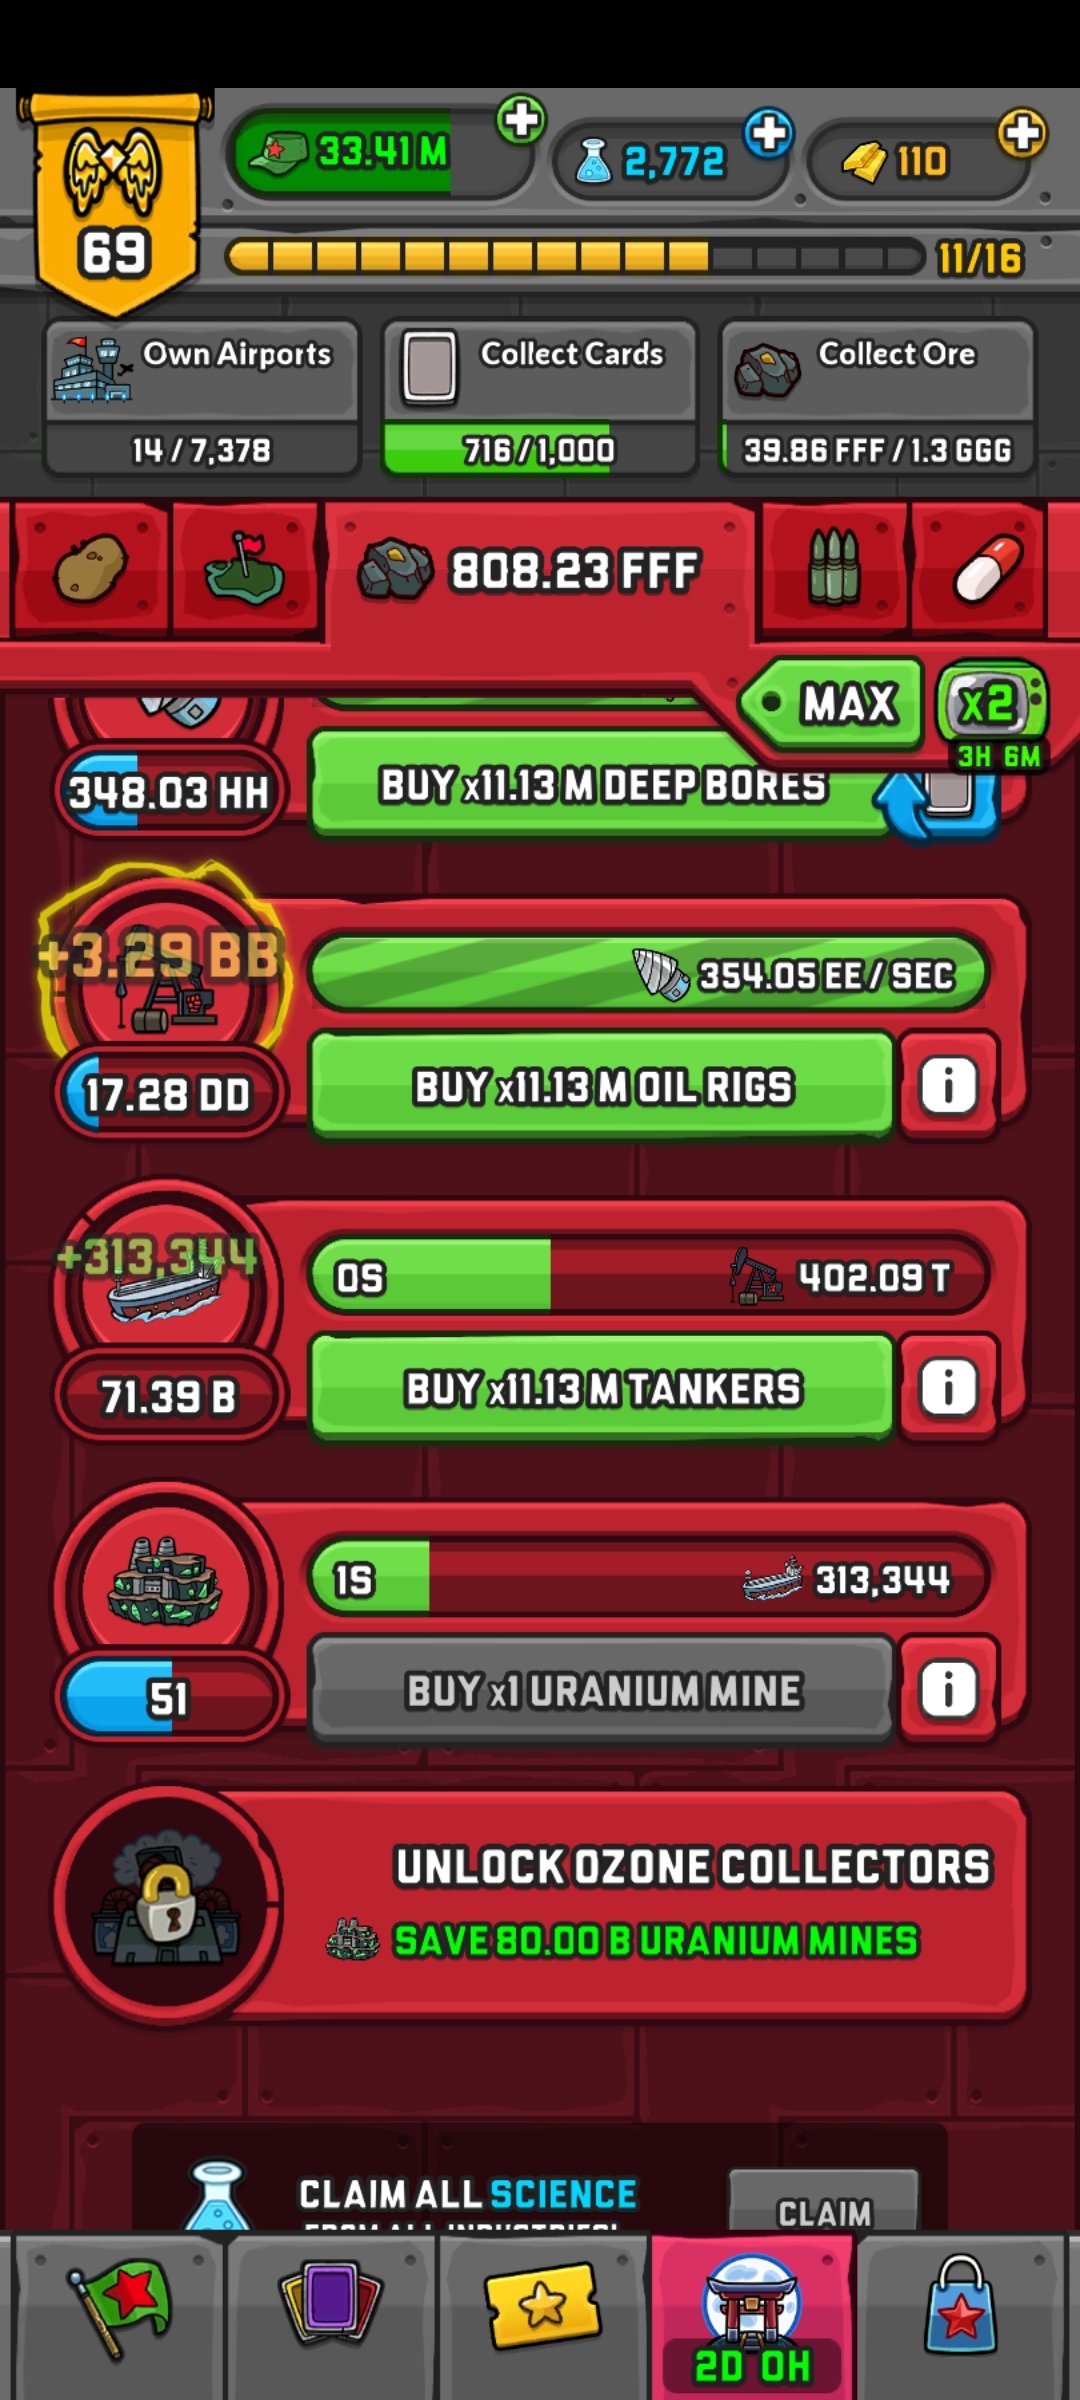 33.41 M
2,772
110
69
11/16
Own Airports
Collect Cards
Collect Ore
14 / 7,378
716 / 1,000
39.86 FFF / 1.3 GGG
808.23 FFF
MAX
x2
3H 6M
348.03 HH
BUY x11.13 M DEEP BORES
+3.29 BB
354.05 EE / SEC
17.28 DD
BUY x11.13 M OIL RIGS
i
+313,344
0S
402.09 T
71.39 B
BUY x11.13 M TANKERS
i
1S
313,344
51
BUY x1 URANIUM MINE
i
UNLOCK OZONE COLLECTORS
SAVE 80.00 B URANIUM MINES
CLAIM ALL SCIENCE
FROM ALL INDUSTRIES!
CLAIM
2D 0H